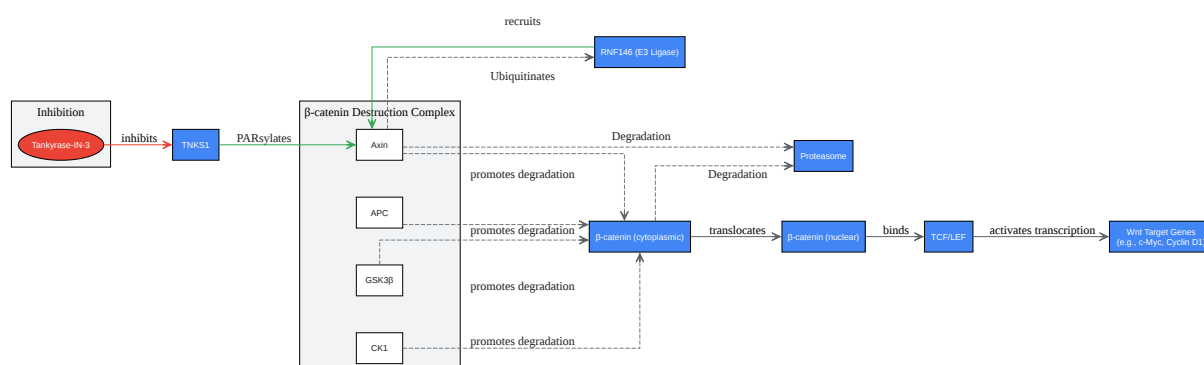 recruits
RNF146 (E3 Ligase)
Ubiquitinates
Inhibition
β-catenin Destruction Complex
Tankyrase-IN-3
inhibits
TNKS1
PARsylates
Axin
Degradation
Proteasome
promotes degradation
Degradation
APC
promotes degradation
β-catenin (cytoplasmic)
translocates
β-catenin (nuclear)
binds
TCF/LEF
activates transcription
Wnt Target Genes
(e.g., c-Myc, Cyclin D1)
GSK3β
promotes degradation
CK1
promotes degradation